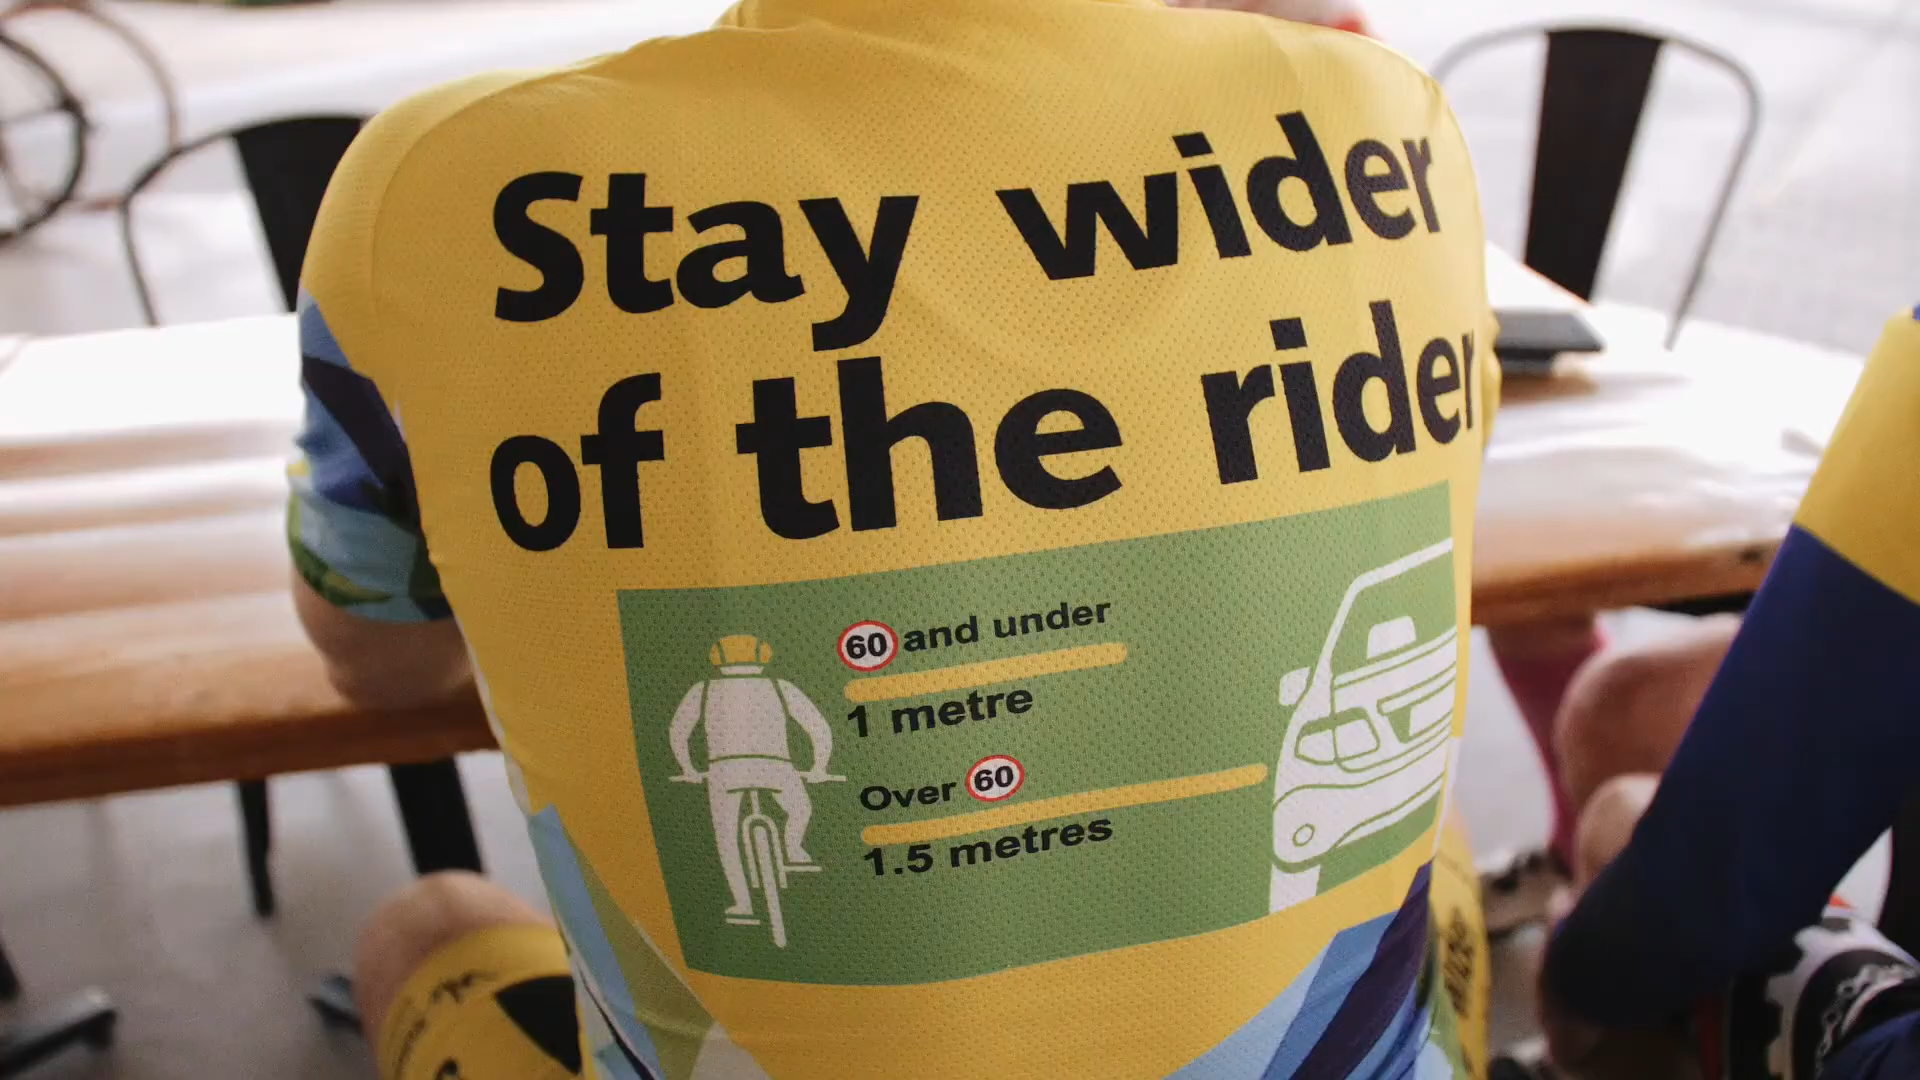 Stay wider
of the rider
60 and under
1 metre
Over 60
1.5 metres